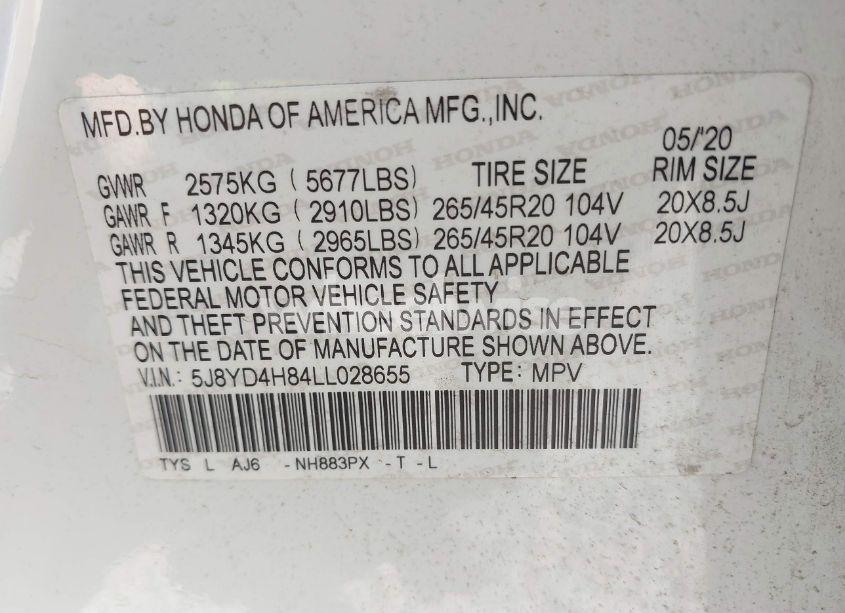 MFD.BY HONDA OF AMERICA MFG.,INC.
05/'20
GVWR 2575KG ( 5677LBS) TIRE SIZE RIM SIZE
GAWR F 1320KG ( 2910LBS) 265/45R20 104V 20X8.5J
GAWR R 1345KG ( 2965LBS) 265/45R20 104V 20X8.5J
THIS VEHICLE CONFORMS TO ALL APPLICABLE
FEDERAL MOTOR VEHICLE SAFETY
AND THEFT PREVENTION STANDARDS IN EFFECT
ON THE DATE OF MANUFACTURE SHOWN ABOVE.
V.I.N.: 5J8YD4H84LL028655 TYPE: MPV
TYS L AJ6 -NH883PX -T -L